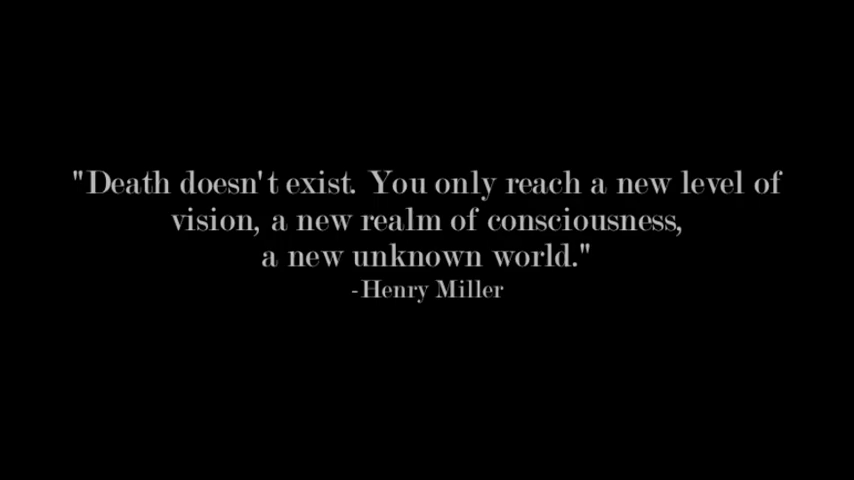 "Death doesn't exist. You only reach a new level of
vision, a new realm of consciousness,
a new unknown world."
-Henry Miller